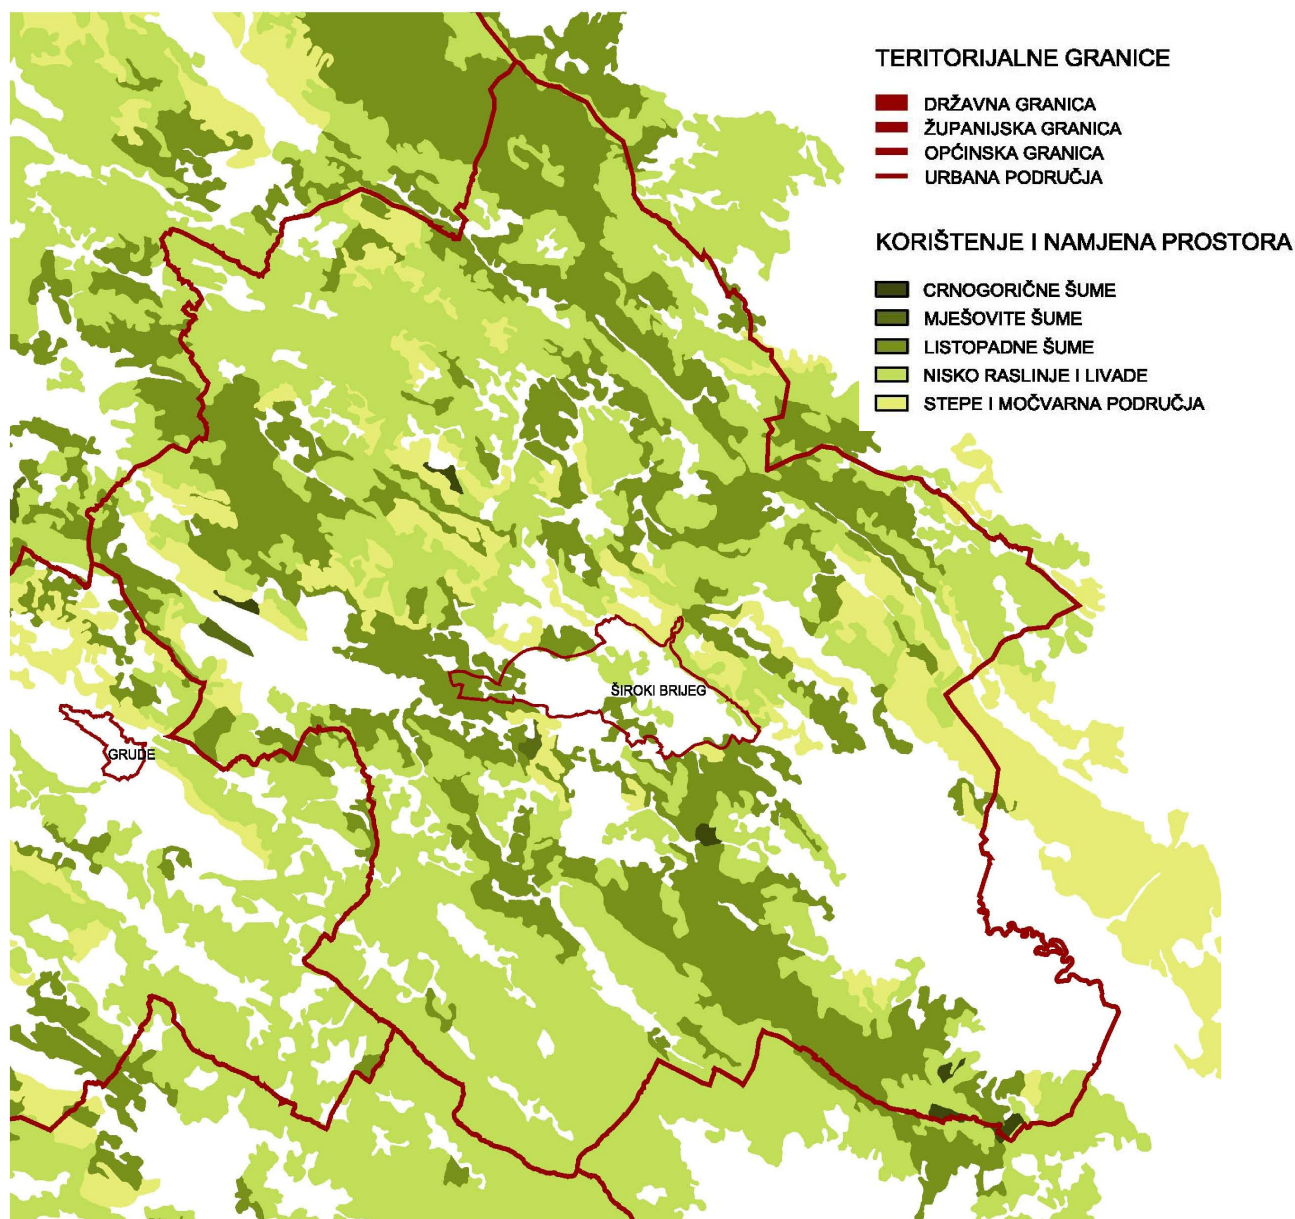 TERITORIJALNE GRANICE
DRŽAVNA GRANICA
ŽUPANIJSKA GRANICA
OPĆINSKA GRANICA
URBANA PODRUČJA
KORIŠTENJE I NAMJENA PROSTORA
CRNOGORIČNE ŠUME
MJEŠOVITE ŠUME
LISTOPADNE ŠUME
NISKO RASLINJE I LIVADE
STEPE I MOČVARNA PODRUČJA
ŠIROKI BRIJEG
GRUDE